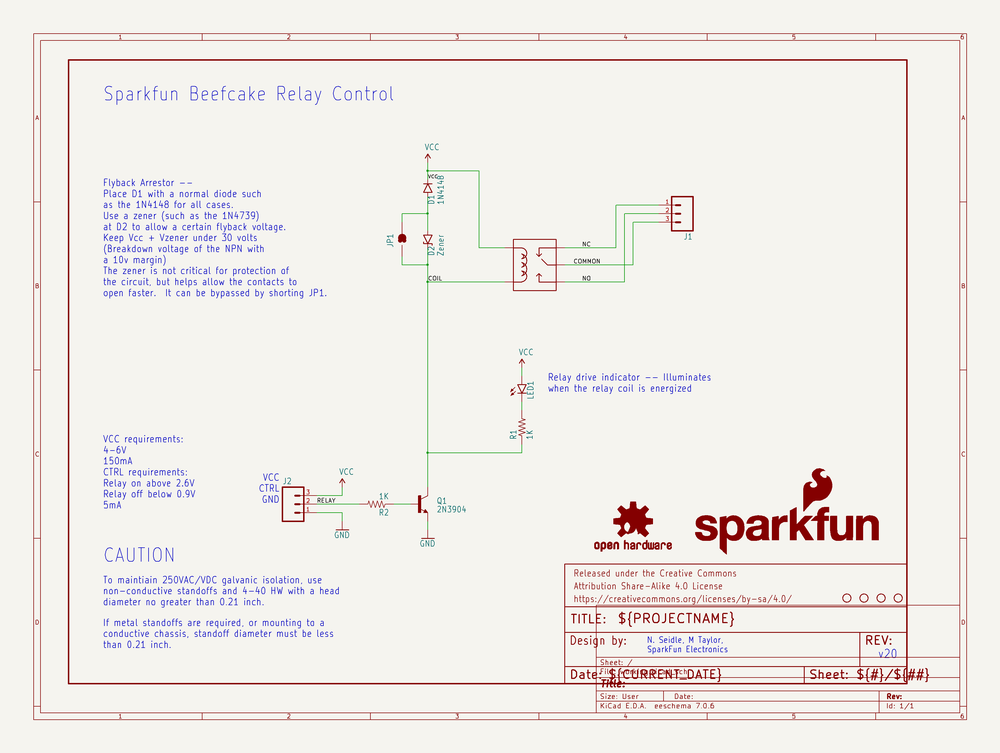 1 2 3 4 5 6
A A
B B
C C
D D
Sparkfun Beefcake Relay Control
Flyback Arrestor --
Place D1 with a normal diode such
as the 1N4148 for all cases.
Use a zener (such as the 1N4739)
at D2 to allow a certain flyback voltage.
Keep Vcc + Vzener under 30 volts
(Breakdown voltage of the NPN with
a 10v margin)
The zener is not critical for protection of
the circuit, but helps allow the contacts to
open faster.  It can be bypassed by shorting JP1.
VCC
VCC
D1
1N4148
JP1
D2
Zener
COIL
NC
COMMON
NO
1
2
3
J1
VCC
LED1
R1
1K
Relay drive indicator -- Illuminates
when the relay coil is energized
VCC requirements:
4-6V
150mA
CTRL requirements:
Relay on above 2.6V
Relay off below 0.9V
5mA
VCC
CTRL
GND
J2
3
2
1
RELAY
VCC
GND
1K
R2
Q1
2N3904
GND
CAUTION
To maintiain 250VAC/VDC galvanic isolation, use
non-conductive standoffs and 4-40 HW with a head
diameter no greater than 0.21 inch.
If metal standoffs are required, or mounting to a
conductive chassis, standoff diameter must be less
than 0.21 inch.
open hardware
sparkfun
Released under the Creative Commons
Attribution Share-Alike 4.0 License
https://creativecommons.org/licenses/by-sa/4.0/
TITLE: ${PROJECTNAME}
Design by:
N. Seidle, M Taylor,
SparkFun Electronics
REV:
v20
Sheet: /
Date: ${CURRENT_DATE}
Sheet: ${#}/${##}
Title:
Size: User
Date:
Rev:
KiCad E.D.A.  eeschema 7.0.6
Id: 1/1
1 2 3 4 5 6